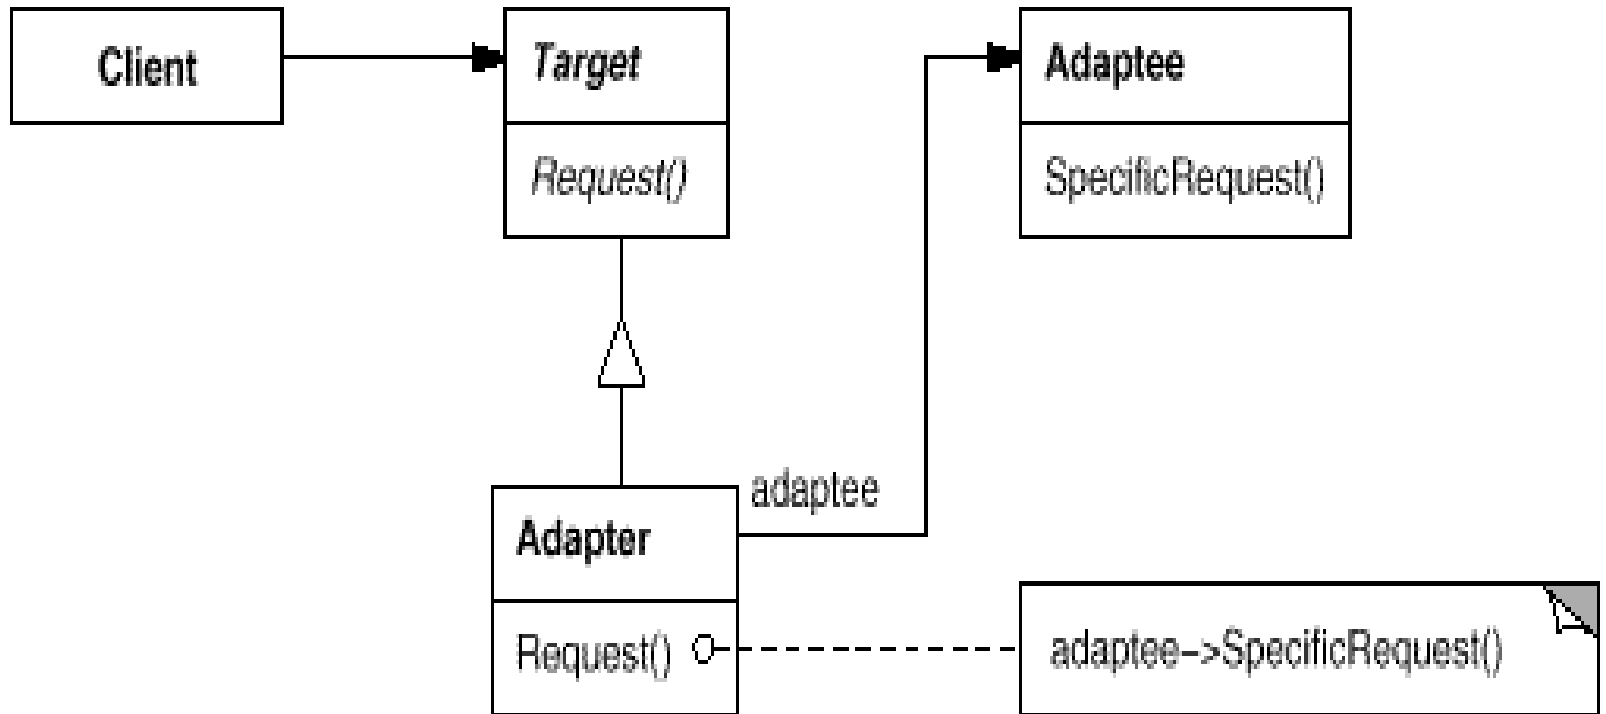 Client
Target
Request()
Adaptee
SpecificRequest()
adaptee
Adapter
Request()
adaptee->SpecificRequest()